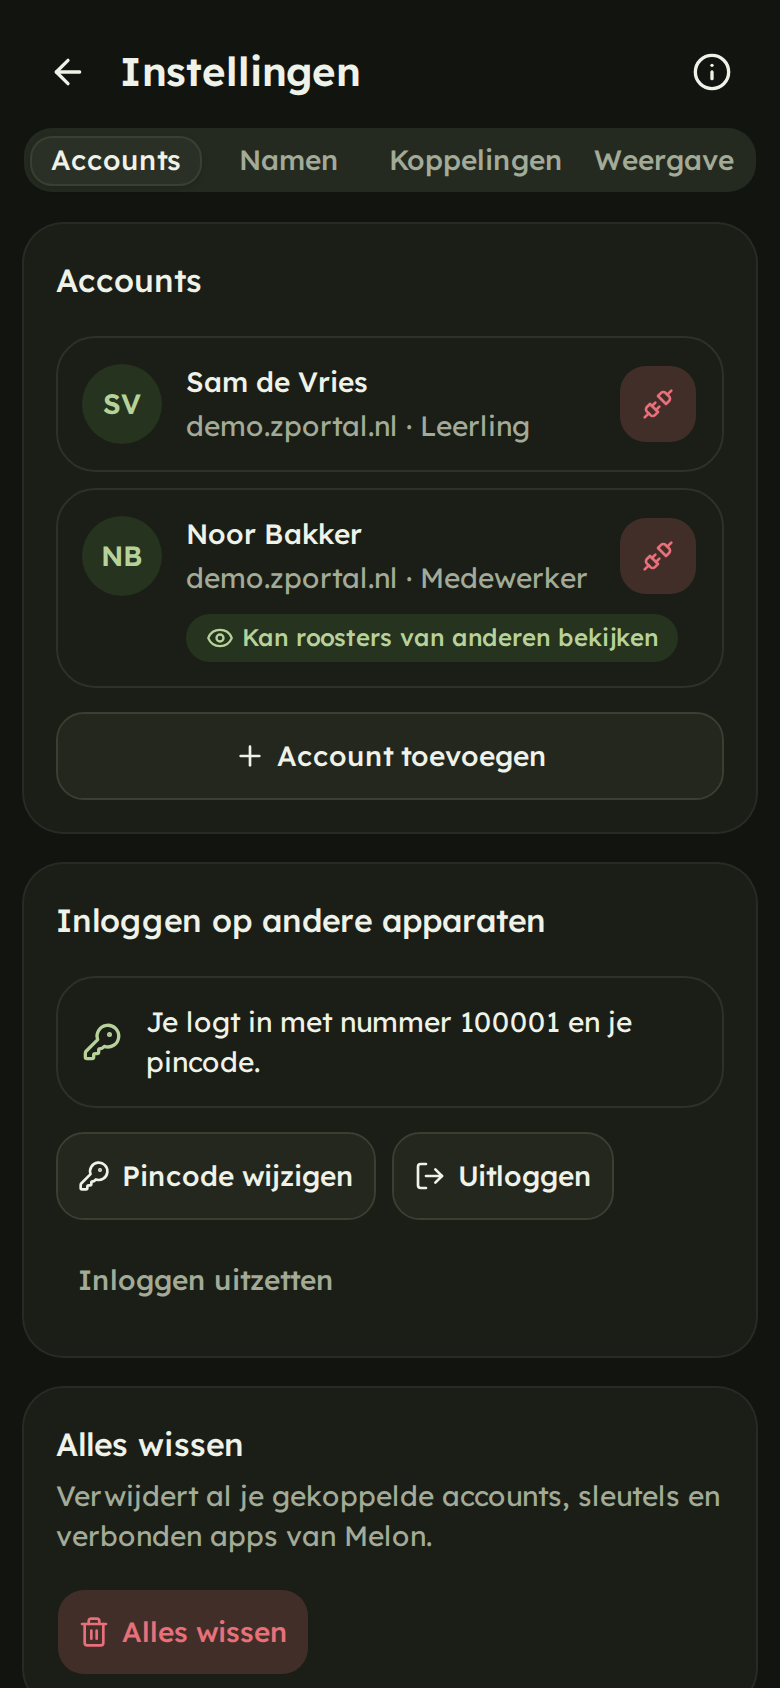 Instellingen
Accounts Namen Koppelingen Weergave
Accounts
SV
Sam de Vries
demo.zportal.nl · Leerling
NB
Noor Bakker
demo.zportal.nl · Medewerker
Kan roosters van anderen bekijken
Account toevoegen
Inloggen op andere apparaten
Je logt in met nummer 100001 en je
pincode.
Pincode wijzigen Uitloggen
Inloggen uitzetten
Alles wissen
Verwijdert al je gekoppelde accounts, sleutels en
verbonden apps van Melon.
Alles wissen